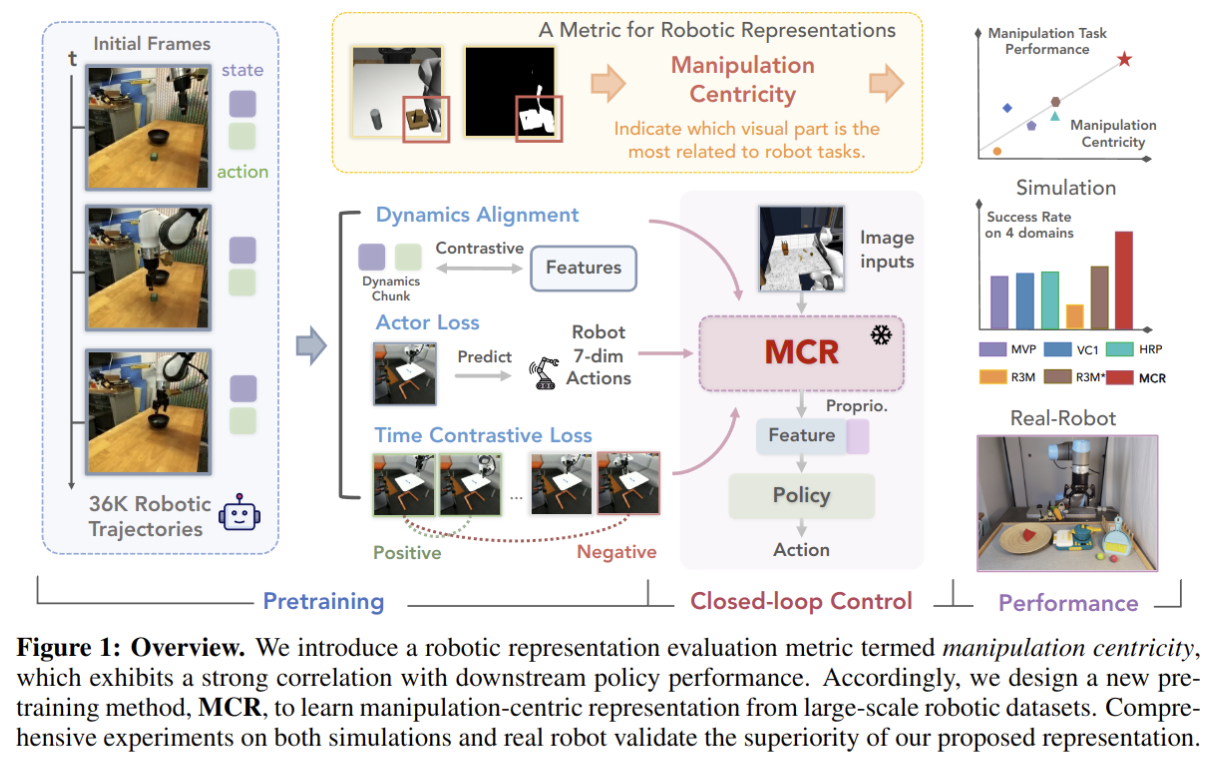 Initial Frames
t
state
action
36K Robotic
Trajectories
A Metric for Robotic Representations
Manipulation
Centricity
Indicate which visual part is the
most related to robot tasks.
Dynamics Alignment
Contrastive
Features
Dynamics
Chunk
Actor Loss
Predict
Robot
7-dim
Actions
Time Contrastive Loss
...
Positive
Negative
Image
inputs
MCR
Proprio.
Feature
Policy
Action
Manipulation Task
Performance
Manipulation
Centricity
Simulation
Success Rate
on 4 domains
MVP
VC1
HRP
R3M
R3M*
MCR
Real-Robot
Pretraining
Closed-loop Control
Performance
Figure 1: Overview. We introduce a robotic representation evaluation metric termed manipulation centricity,
which exhibits a strong correlation with downstream policy performance. Accordingly, we design a new pre-
training method, MCR, to learn manipulation-centric representation from large-scale robotic datasets. Compre-
hensive experiments on both simulations and real robot validate the superiority of our proposed representation.